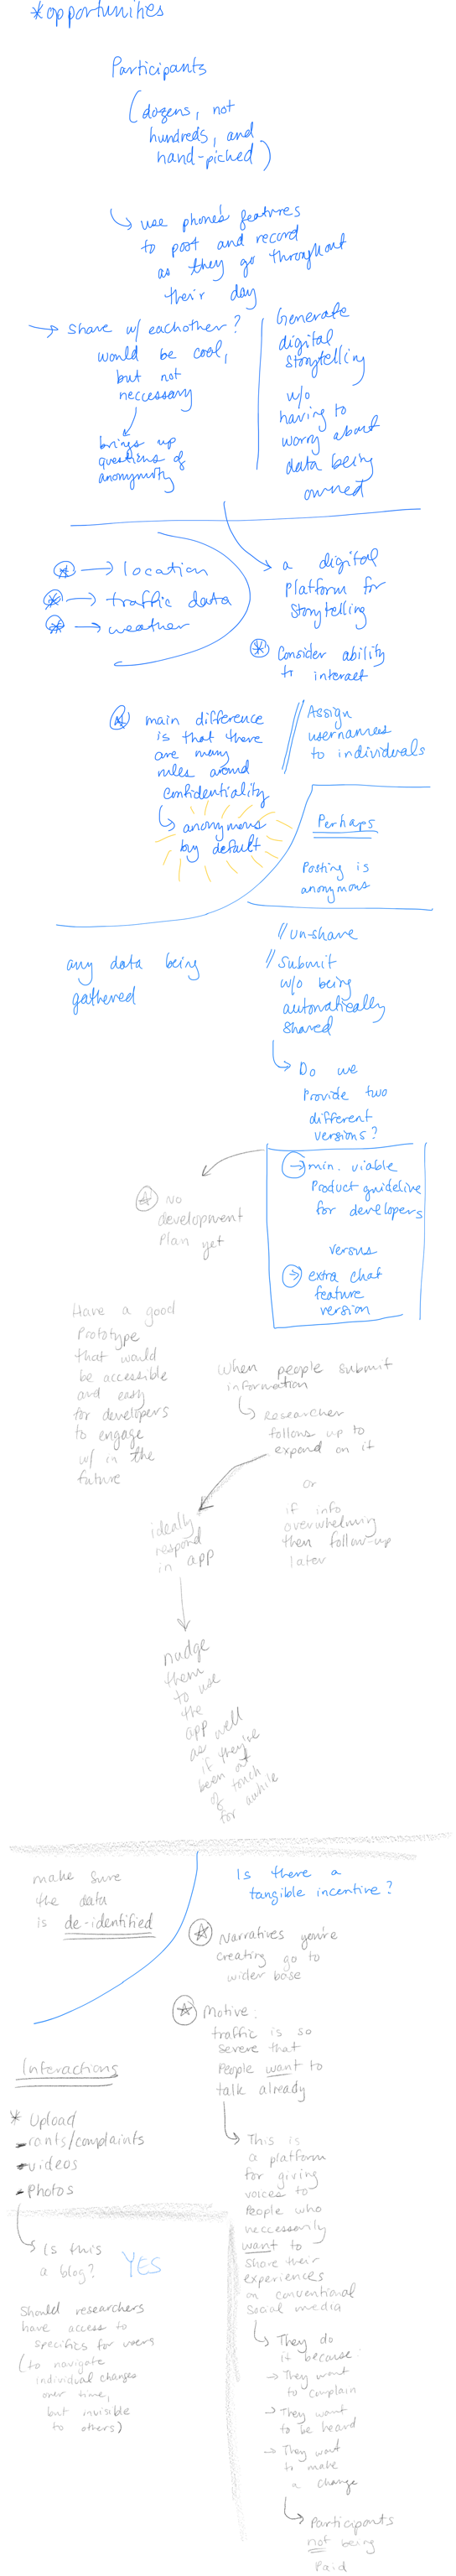 *opportunities
Participants
(dozens, not
hundreds, and
hand-picked)
use phone's features
to post and record
as they go throughout
their day
→ Share w/ eachother?
would be cool,
but not
neccessary
brings up
questions of
anonymity
Generate
digital
storytelling
w/o
having to
worry about
data being
owned
→ location
→ traffic data
→ weather
a digital
platform for
storytelling
Consider ability
to interact
main difference
is that there
are many
rules around
confidentiality
anonymous
by default
// Assign
usernames
to individuals
Perhaps
Posting is
anonymous
any data being
gathered
// un-share
// Submit
w/o being
automatically
shared
Do we
provide two
different
versions?
→ min. viable
product guideline
for developers
versus
→ extra chat
feature
version
No
development
plan yet
Have a good
prototype
that would
be accessible
and easy
for developers
to engage
w/ in the
future
When people submit
information
researcher
follows up to
expand on it
or
if info
overwhelming
then follow-up
later
ideally
respond
in app
nudge
them
to use
the
app as well
as if they've
been out
of touch
for awhile
make sure
the data
is de-identified
Is there a
tangible incentive?
Narratives you're
creating go to
wider base
Motive:
traffic is so
severe that
people want to
talk already
Interactions
* Upload
- rants/complaints
- videos
- Photos
Is this
a blog? YES
Should researchers
have access to
specifics for users
(to navigate
individual changes
over time,
but invisible
to others)
This is
a platform
for giving
voices to
people who
neccessarily
want to
share their
experiences
on conventional
social media
They do
it because:
→ They want
to complain
→ They want
to be heard
→ They want
to make
a change
Participants
not being
paid